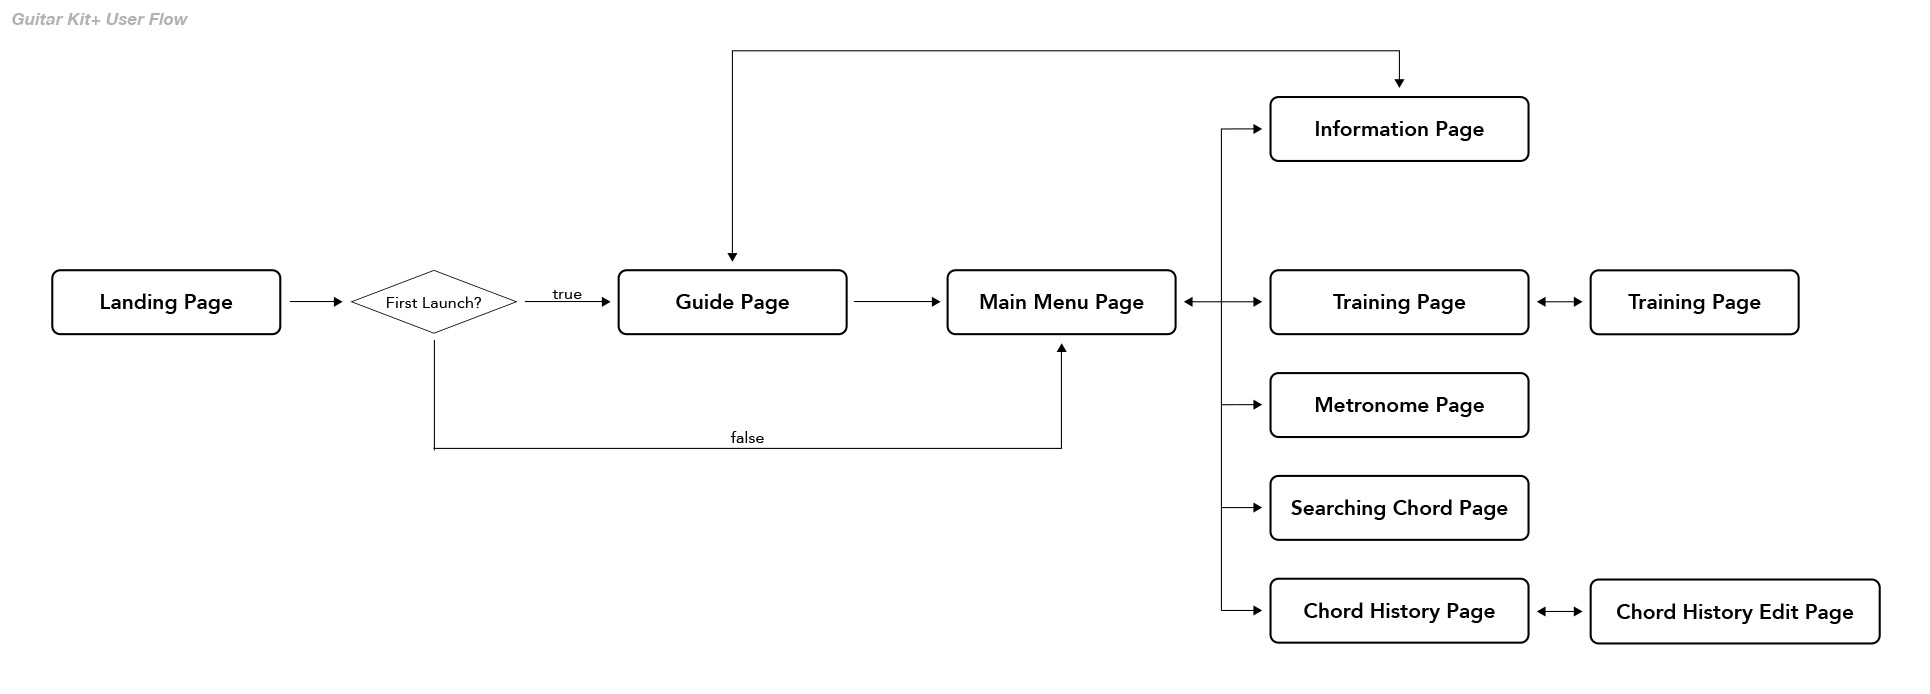 Guitar Kit+ User Flow
Information Page
Landing Page
First Launch?
true
Guide Page
Main Menu Page
Training Page
Training Page
Metronome Page
false
Searching Chord Page
Chord History Page
Chord History Edit Page